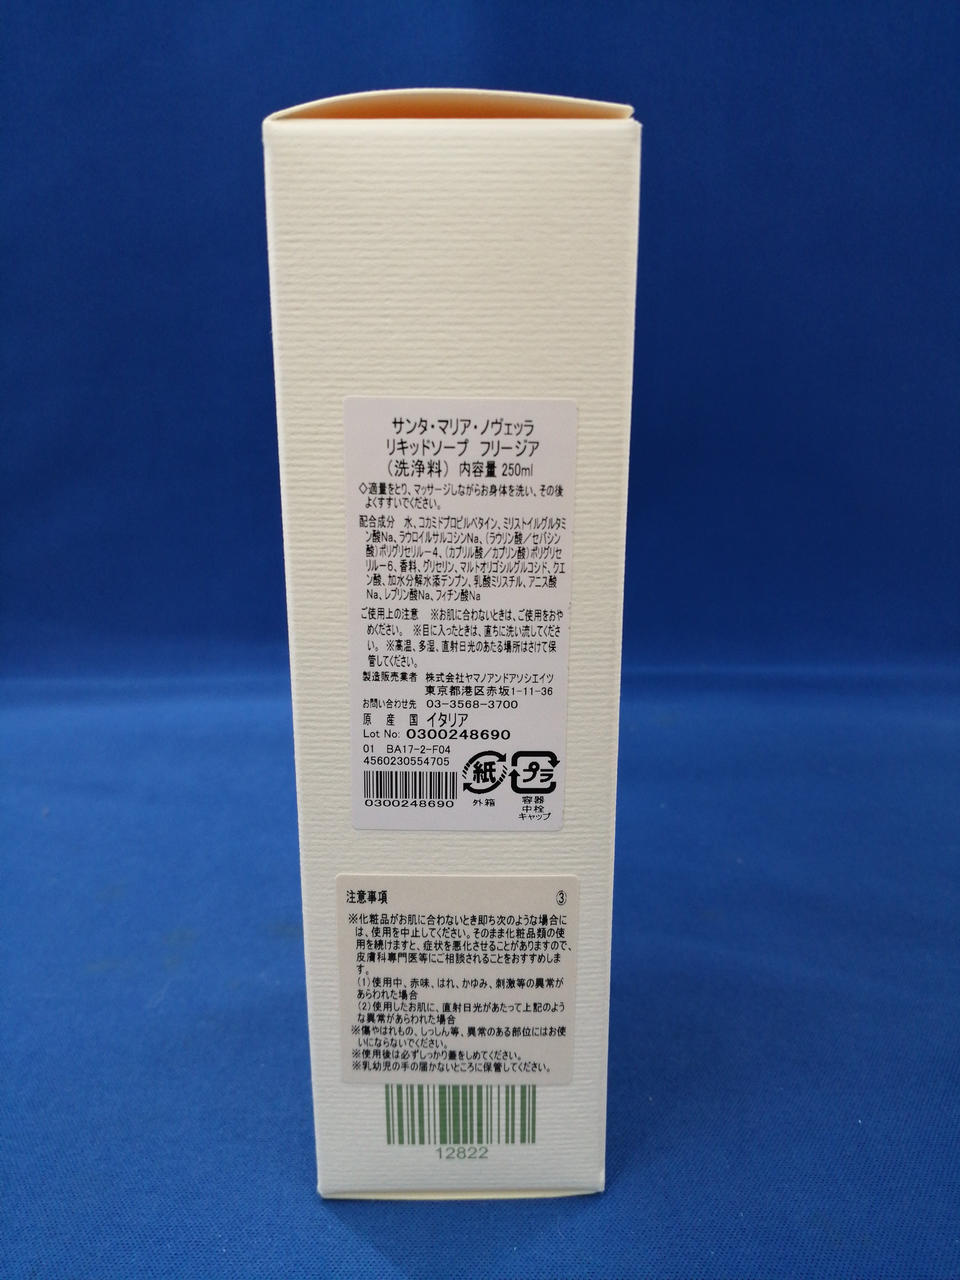 サンタ・マリア・ノヴェッラ
リキッドソープ フリージア
(洗浄料) 内容量 250ml
◇適量をとり、マッサージしながらお身体を洗い、その後
よくすすいでください。
配合成分 水、コカミドプロピルベタイン、ミリストイルグルタミ
ン酸Na、ラウロイルサルコシンNa、(ラウリン酸/セバシン
酸)ポリグリセリル-4、(カプリル酸/カプリン酸)ポリグリセ
リル-6、香料、グリセリン、マルトオリゴシルグルコシド、クエ
ン酸、加水分解水添デンプン、乳酸ミリスチル、アニス酸
Na、レブリン酸Na、フィチン酸Na
ご使用上の注意 ※お肌に合わないときは、ご使用をおや
めください。 ※目に入ったときは、直ちに洗い流してくださ
い。 ※高温、多湿、直射日光のあたる場所はさけて保
管してください。
製造販売業者 株式会社ヤマノアンドアソシエイツ
東京都港区赤坂1-11-36
お問い合わせ先 03-3568-3700
原産国 イタリア
Lot No: 0300248690
01 BA17-2-F04
4560230554705
0300248690
紙
外箱
プラ
容器
中栓
キャップ
注意事項 ③
※化粧品がお肌に合わないとき即ち次のような場合に
は、使用を中止してください。そのまま化粧品類の使
用を続けますと、症状を悪化させることがありますので、
皮膚科専門医等にご相談されることをおすすめしま
す。
(1)使用中、赤味、はれ、かゆみ、刺激等の異常が
あらわれた場合
(2)使用したお肌に、直射日光があたって上記のよう
な異常があらわれた場合
※傷やはれもの、しっしん等、異常のある部位にはお使
いにならないでください。
※使用後は必ずしっかり蓋をしめてください。
※乳幼児の手の届かないところに保管してください。
12822